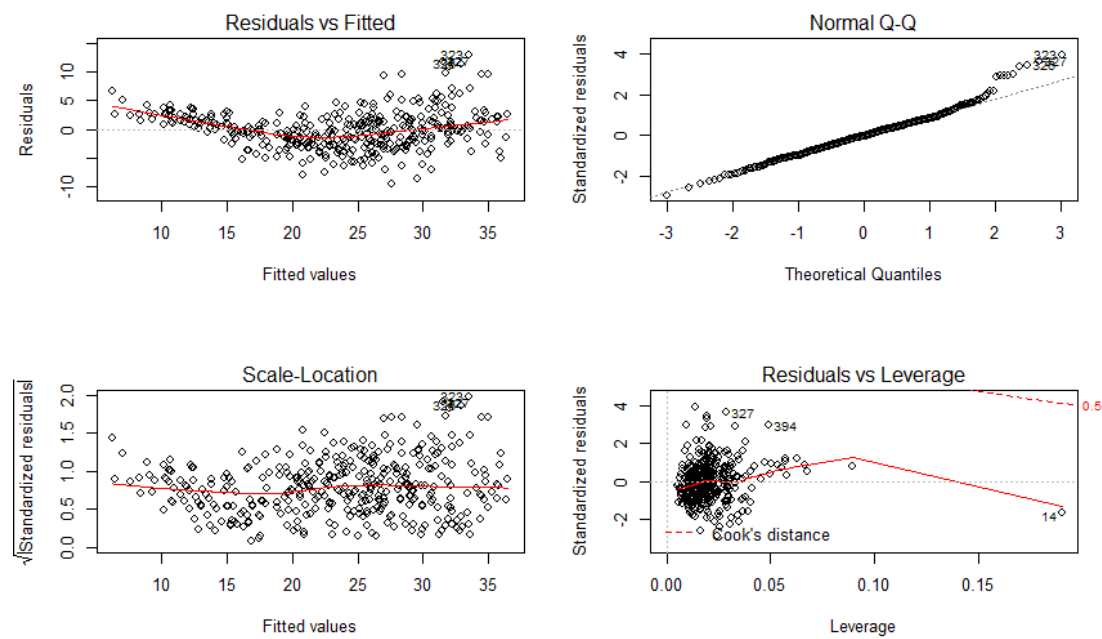 Residuals vs Fitted
Residuals
10
5
0
-10
323
327
10 15 20 25 30 35
Fitted values
Normal Q-Q
Standardized residuals
4
2
0
-2
323
327
326
-3 -2 -1 0 1 2 3
Theoretical Quantiles
Scale-Location
√|Standardized residuals|
2.0
1.5
1.0
0.5
0.0
323
327
10 15 20 25 30 35
Fitted values
Residuals vs Leverage
Standardized residuals
4
2
0
-2
327
394
14
0.5
Cook's distance
0.00 0.05 0.10 0.15
Leverage